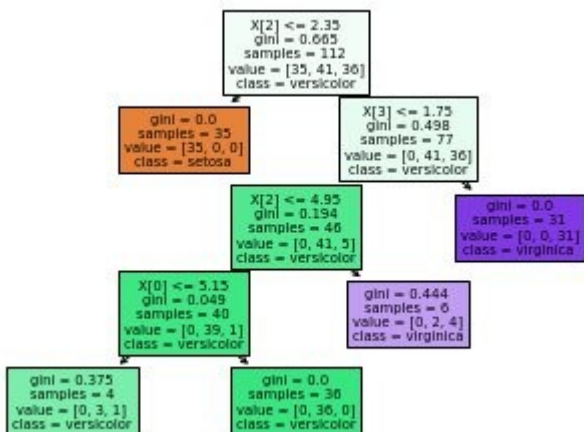 X[2] <= 2.35
gini = 0.665
samples = 112
value = [35, 41, 36]
class = versicolor
gini = 0.0
samples = 35
value = [35, 0, 0]
class = setosa
X[3] <= 1.75
gini = 0.498
samples = 77
value = [0, 41, 36]
class = versicolor
X[2] <= 4.95
gini = 0.194
samples = 46
value = [0, 41, 5]
class = versicolor
gini = 0.0
samples = 31
value = [0, 0, 31]
class = virginica
X[0] <= 5.15
gini = 0.049
samples = 40
value = [0, 39, 1]
class = versicolor
gini = 0.444
samples = 6
value = [0, 2, 4]
class = virginica
gini = 0.375
samples = 4
value = [0, 3, 1]
class = versicolor
gini = 0.0
samples = 36
value = [0, 36, 0]
class = versicolor